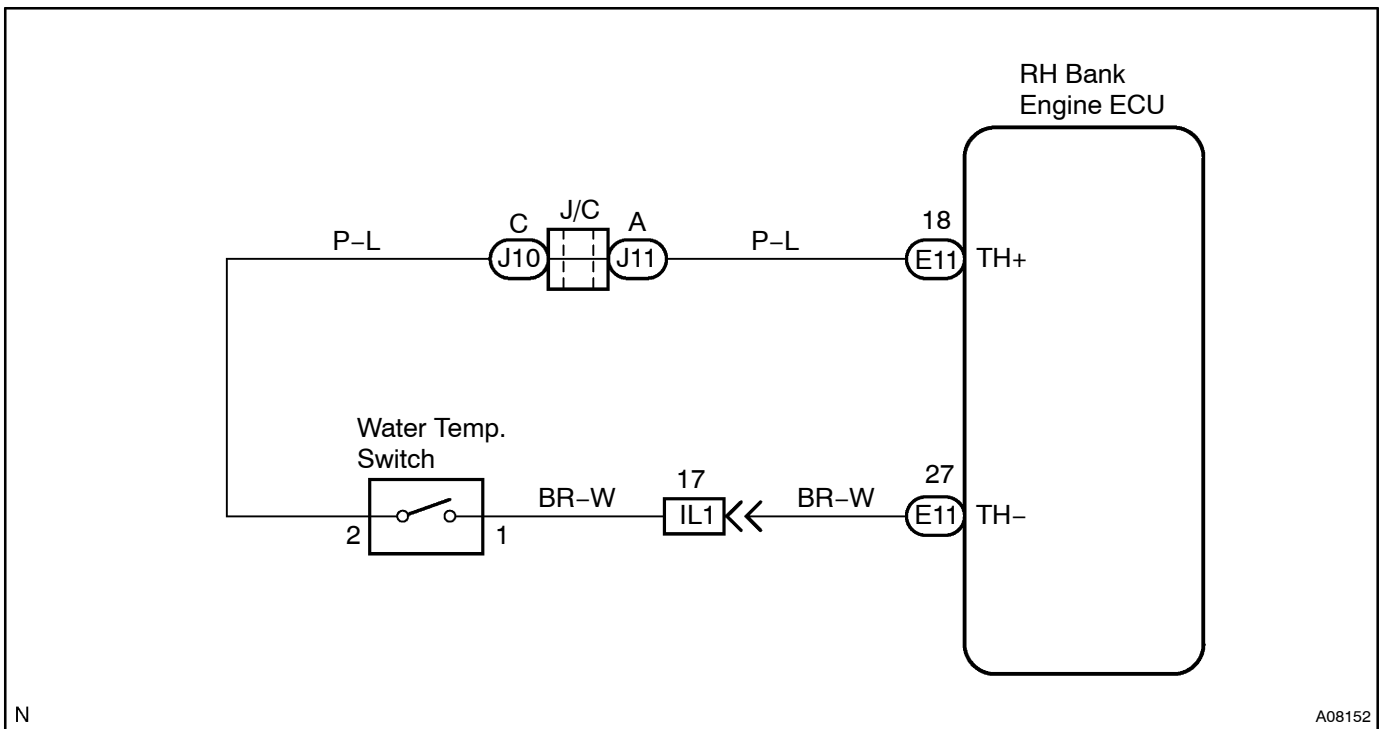 RH Bank
Engine ECU
P−L
C
J/C
A
P−L
18
J10
J11
E11
TH+
Water Temp.
Switch
2
1
BR−W
17
IL1
BR−W
27
E11
TH−
N
A08152